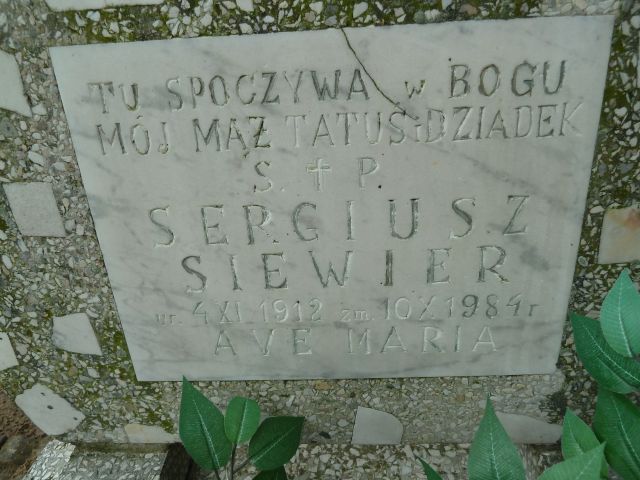 TU SPOCZYWA W BOGU
MÓJ MĄŻ TATUŚ i DZIADEK
Ś. † P.
SERGIUSZ
SIEWIER
ur. 4 XI 1912 zm. 10 X 1984 r
AVE MARIA